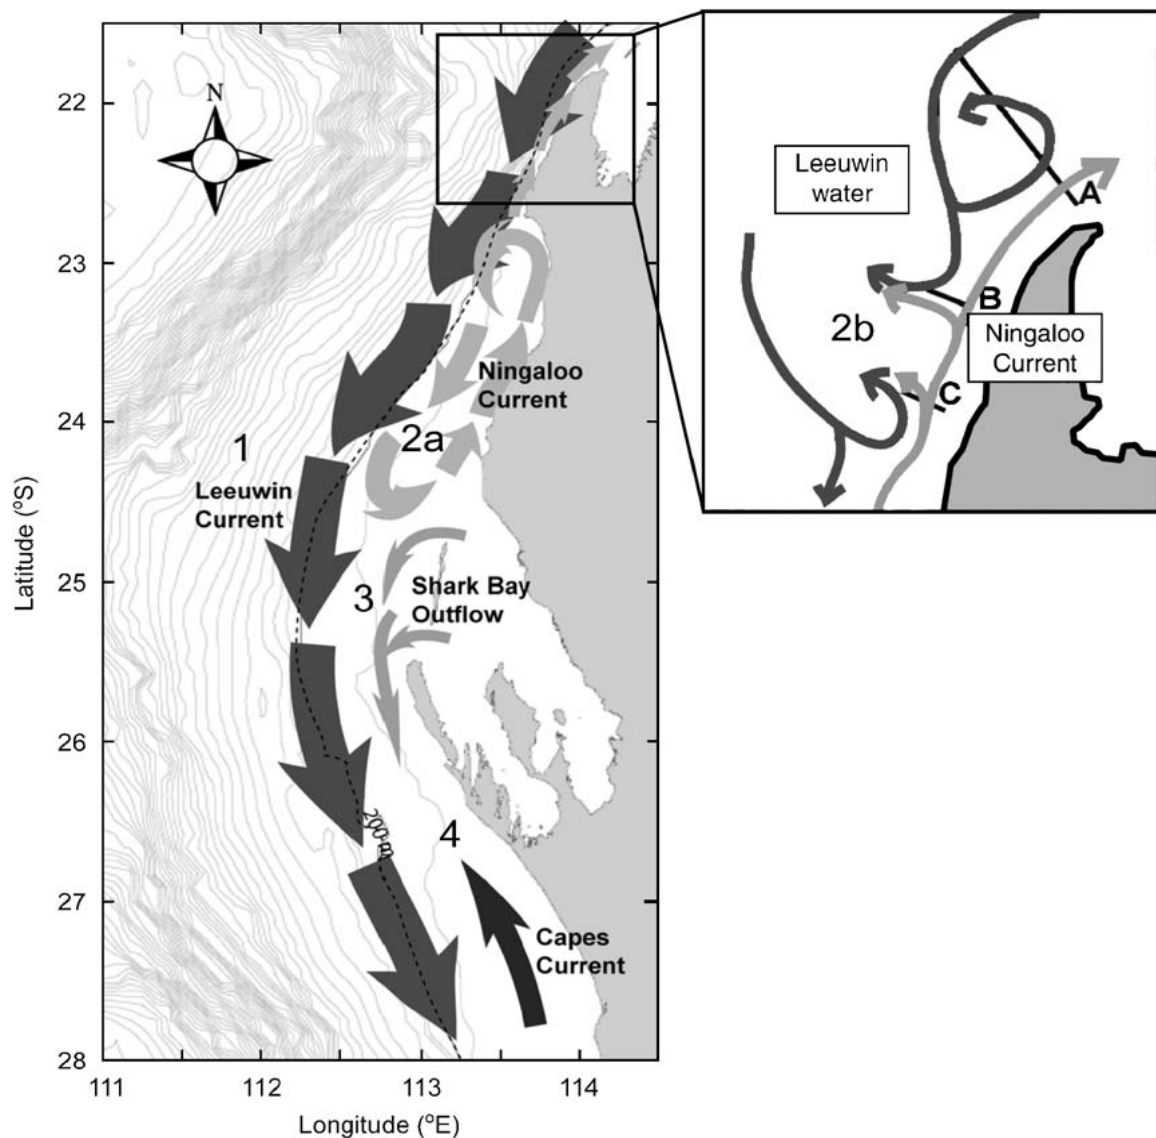 N
22
23
24
25
26
27
28
111
112
113
114
Latitude (°S)
Longitude (°E)
1
Leeuwin
Current
Ningaloo
Current
2a
3
Shark Bay
Outflow
200 m
4
Capes
Current
Leeuwin
water
A
B
2b
Ningaloo
Current
C